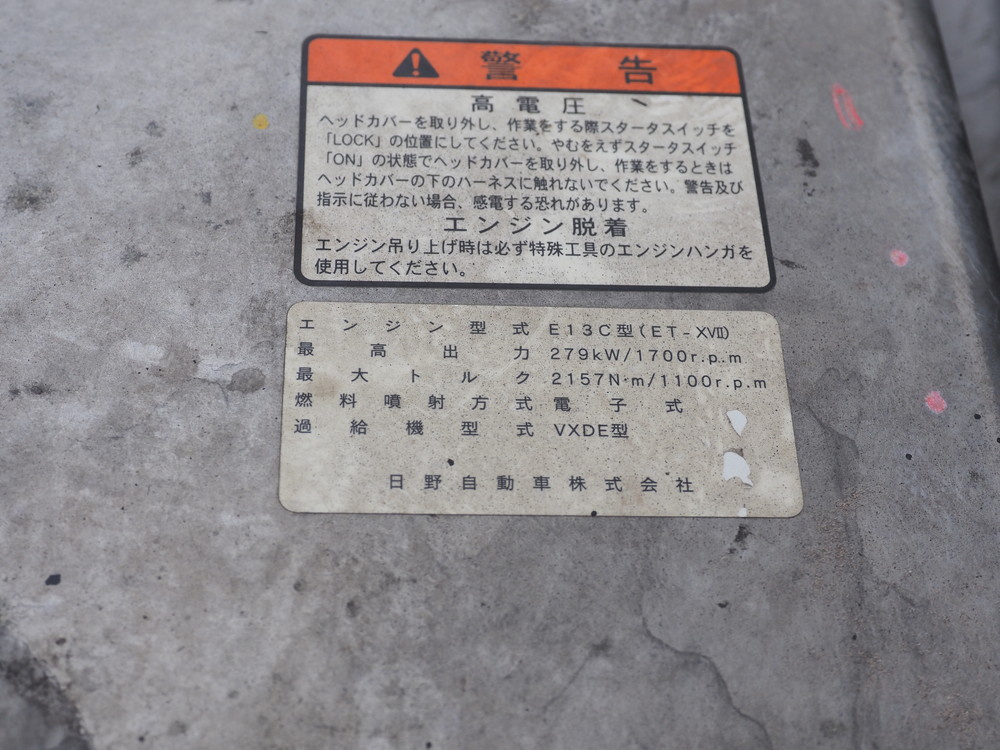 警告
高電圧
ヘッドカバーを取り外し、作業をする際スタータスイッチを
「LOCK」の位置にしてください。やむをえずスタータスイッチ
「ON」の状態でヘッドカバーを取り外し、作業をするときは
ヘッドカバーの下のハーネスに触れないでください。警告及び
指示に従わない場合、感電する恐れがあります。
エンジン脱着
エンジン吊り上げ時は必ず特殊工具のエンジンハンガを
使用してください。
エンジン型式 E13C型(ET-XVII)
最高出力 279kW/1700r.p.m
最大トルク 2157N·m/1100r.p.m
燃料噴射方式 電子式
過給機型式 VXDE型
日野自動車株式会社